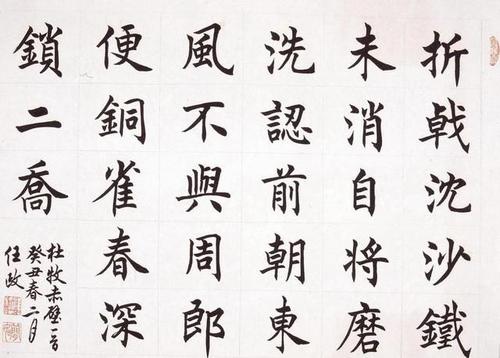 折戟沈沙鐵
未消自將磨
洗認前朝東
風不與周郎
便銅雀春深
鎖二喬
杜牧赤壁一首
癸丑春二月
任政